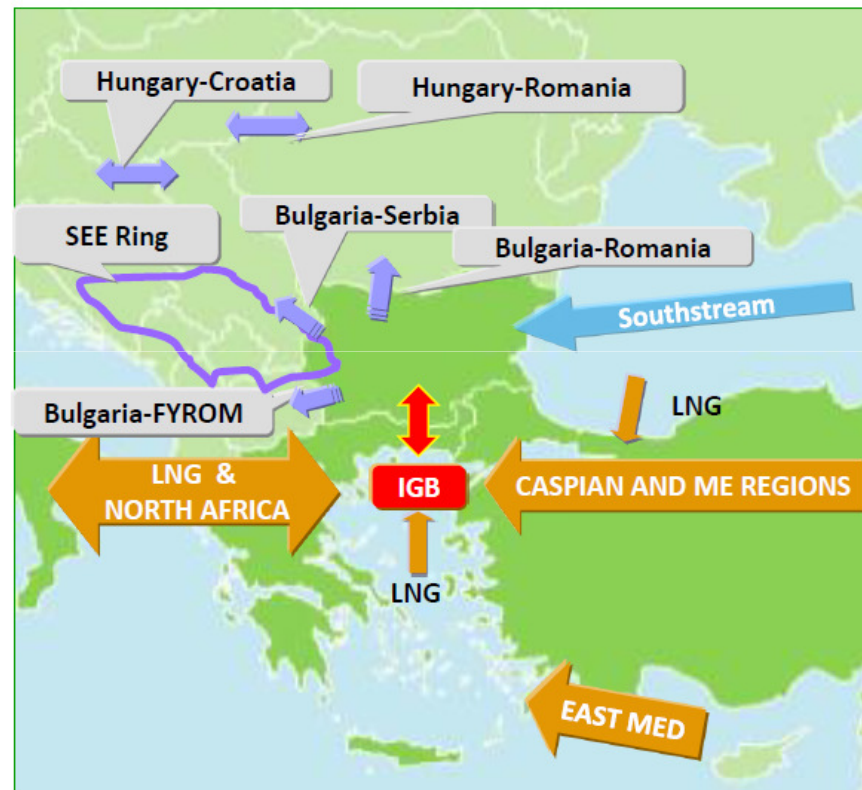 Hungary-Croatia
Hungary-Romania
SEE Ring
Bulgaria-Serbia
Bulgaria-Romania
Southstream
Bulgaria-FYROM
LNG
LNG &
NORTH AFRICA
IGB
CASPIAN AND ME REGIONS
LNG
EAST MED